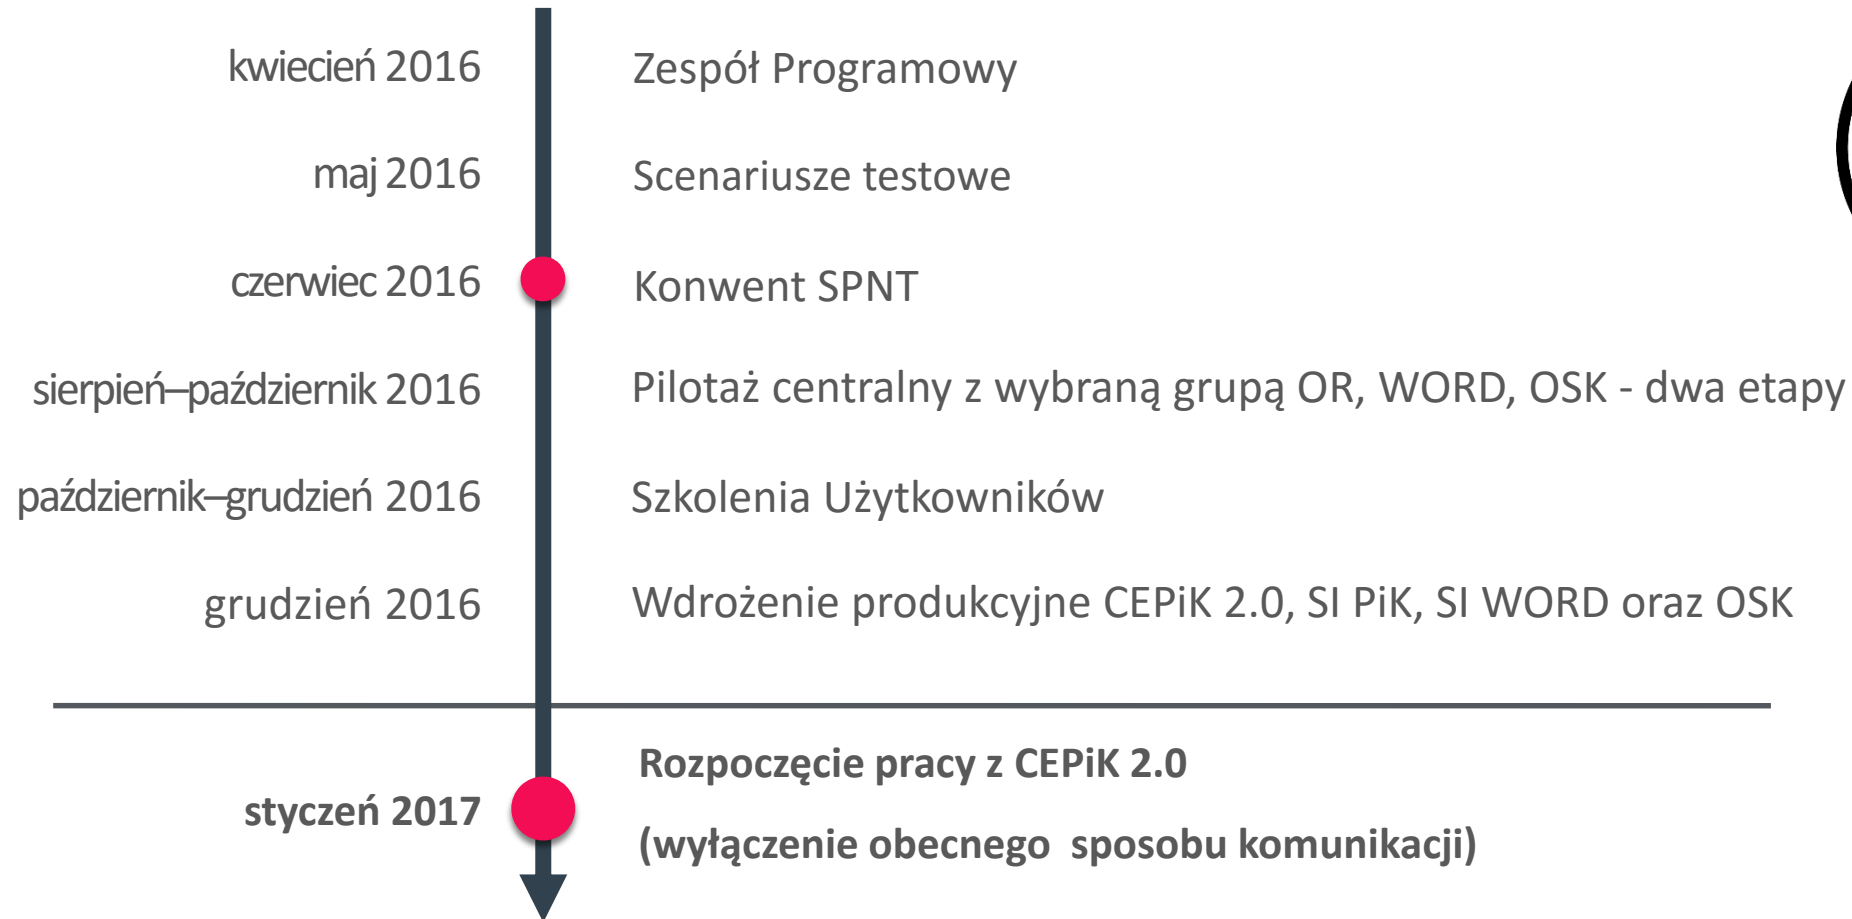 kwiecień 2016 Zespół Programowy
maj 2016 Scenariusze testowe
czerwiec 2016 Konwent SPNT
sierpień–październik 2016 Pilotaż centralny z wybraną grupą OR, WORD, OSK - dwa etapy
październik–grudzień 2016 Szkolenia Użytkowników
grudzień 2016 Wdrożenie produkcyjne CEPiK 2.0, SI PiK, SI WORD oraz OSK
styczeń 2017 Rozpoczęcie pracy z CEPiK 2.0
(wyłączenie obecnego sposobu komunikacji)